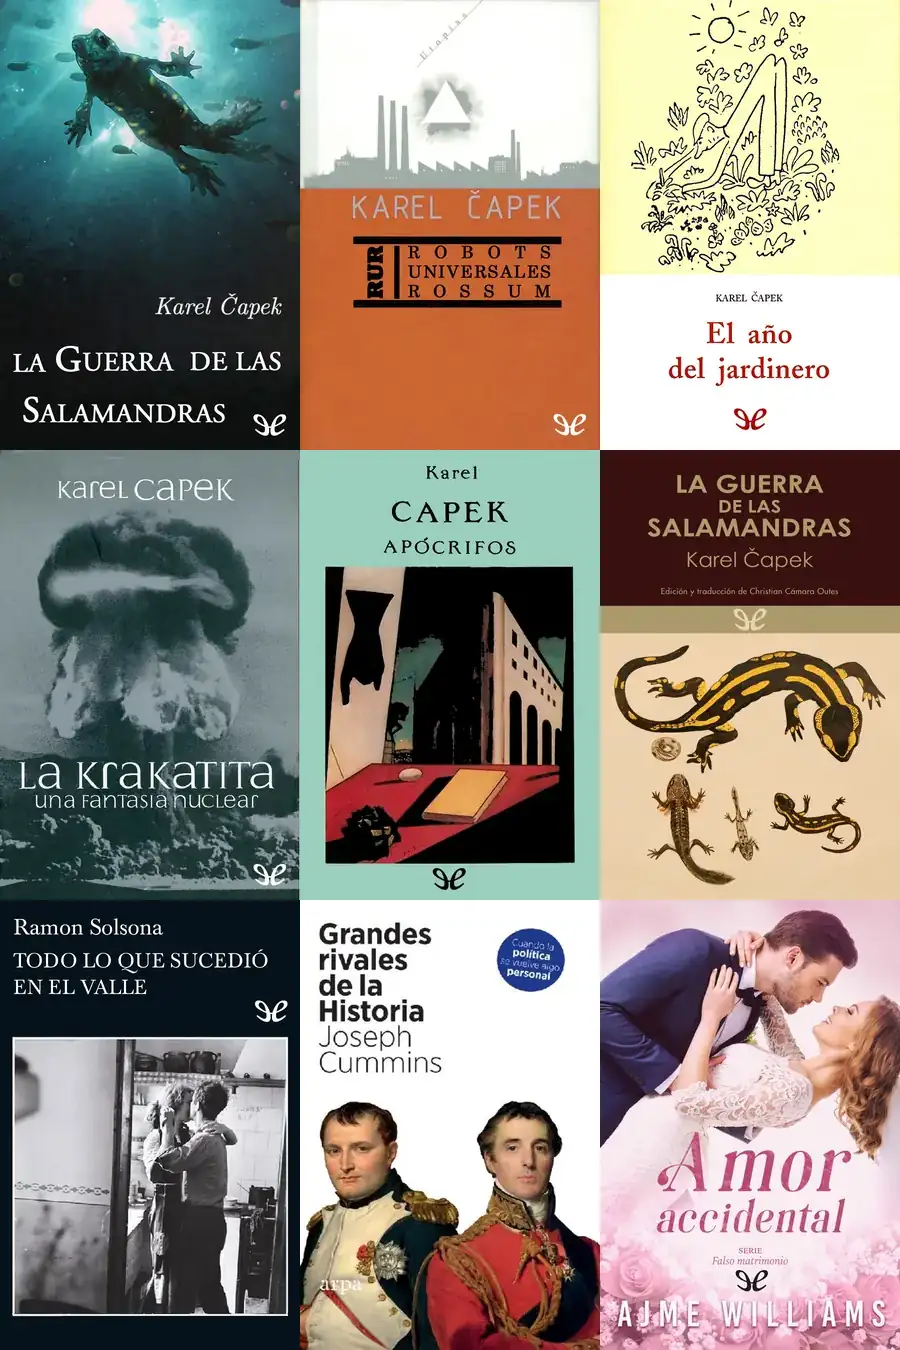 Karel Čapek
LA GUERRA DE LAS
SALAMANDRAS
Utopías
KAREL ČAPEK
RUR
ROBOTS
UNIVERSALES
ROSSUM
KAREL ČAPEK
El año
del jardinero
Karel Capek
La Krakatita
una fantasia nuclear
Karel
CAPEK
APÓCRIFOS
LA GUERRA
DE LAS
SALAMANDRAS
Karel Čapek
Edición y traducción de Christian Cámara Outes
Ramon Solsona
TODO LO QUE SUCEDIÓ
EN EL VALLE
Grandes
rivales
de la
Historia
Joseph
Cummins
Cuando la
política
se vuelve algo
personal
arpa
Amor
accidental
SERIE
Falso matrimonio
AJME WILLIAMS